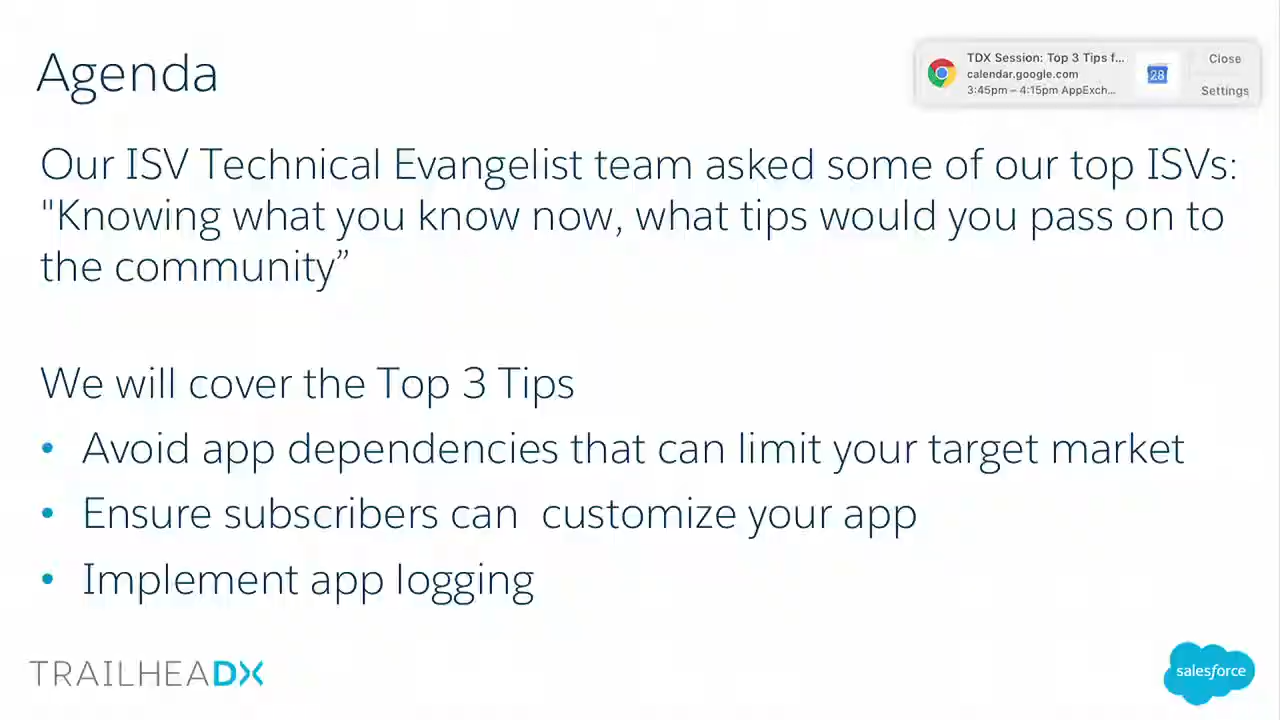 Agenda
TDX Session: Top 3 Tips f...
calendar.google.com
3:45pm – 4:15pm AppExch...
28
Close
Settings
Our ISV Technical Evangelist team asked some of our top ISVs:
"Knowing what you know now, what tips would you pass on to
the community”
We will cover the Top 3 Tips
• Avoid app dependencies that can limit your target market
• Ensure subscribers can  customize your app
• Implement app logging
TRAILHEADX
salesforce